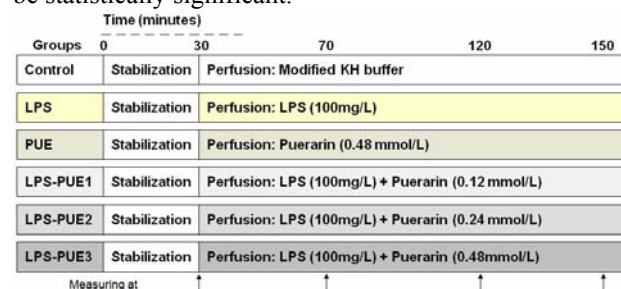 be statistically significant.
Time (minutes)
Groups 0 30 70 120 150
Control Stabilization Perfusion: Modified KH buffer
LPS Stabilization Perfusion: LPS (100mg/L)
PUE Stabilization Perfusion: Puerarin (0.48 mmol/L)
LPS-PUE1 Stabilization Perfusion: LPS (100mg/L) + Puerarin (0.12 mmol/L)
LPS-PUE2 Stabilization Perfusion: LPS (100mg/L) + Puerarin (0.24 mmol/L)
LPS-PUE3 Stabilization Perfusion: LPS (100mg/L) + Puerarin (0.48mmol/L)
Measuring at